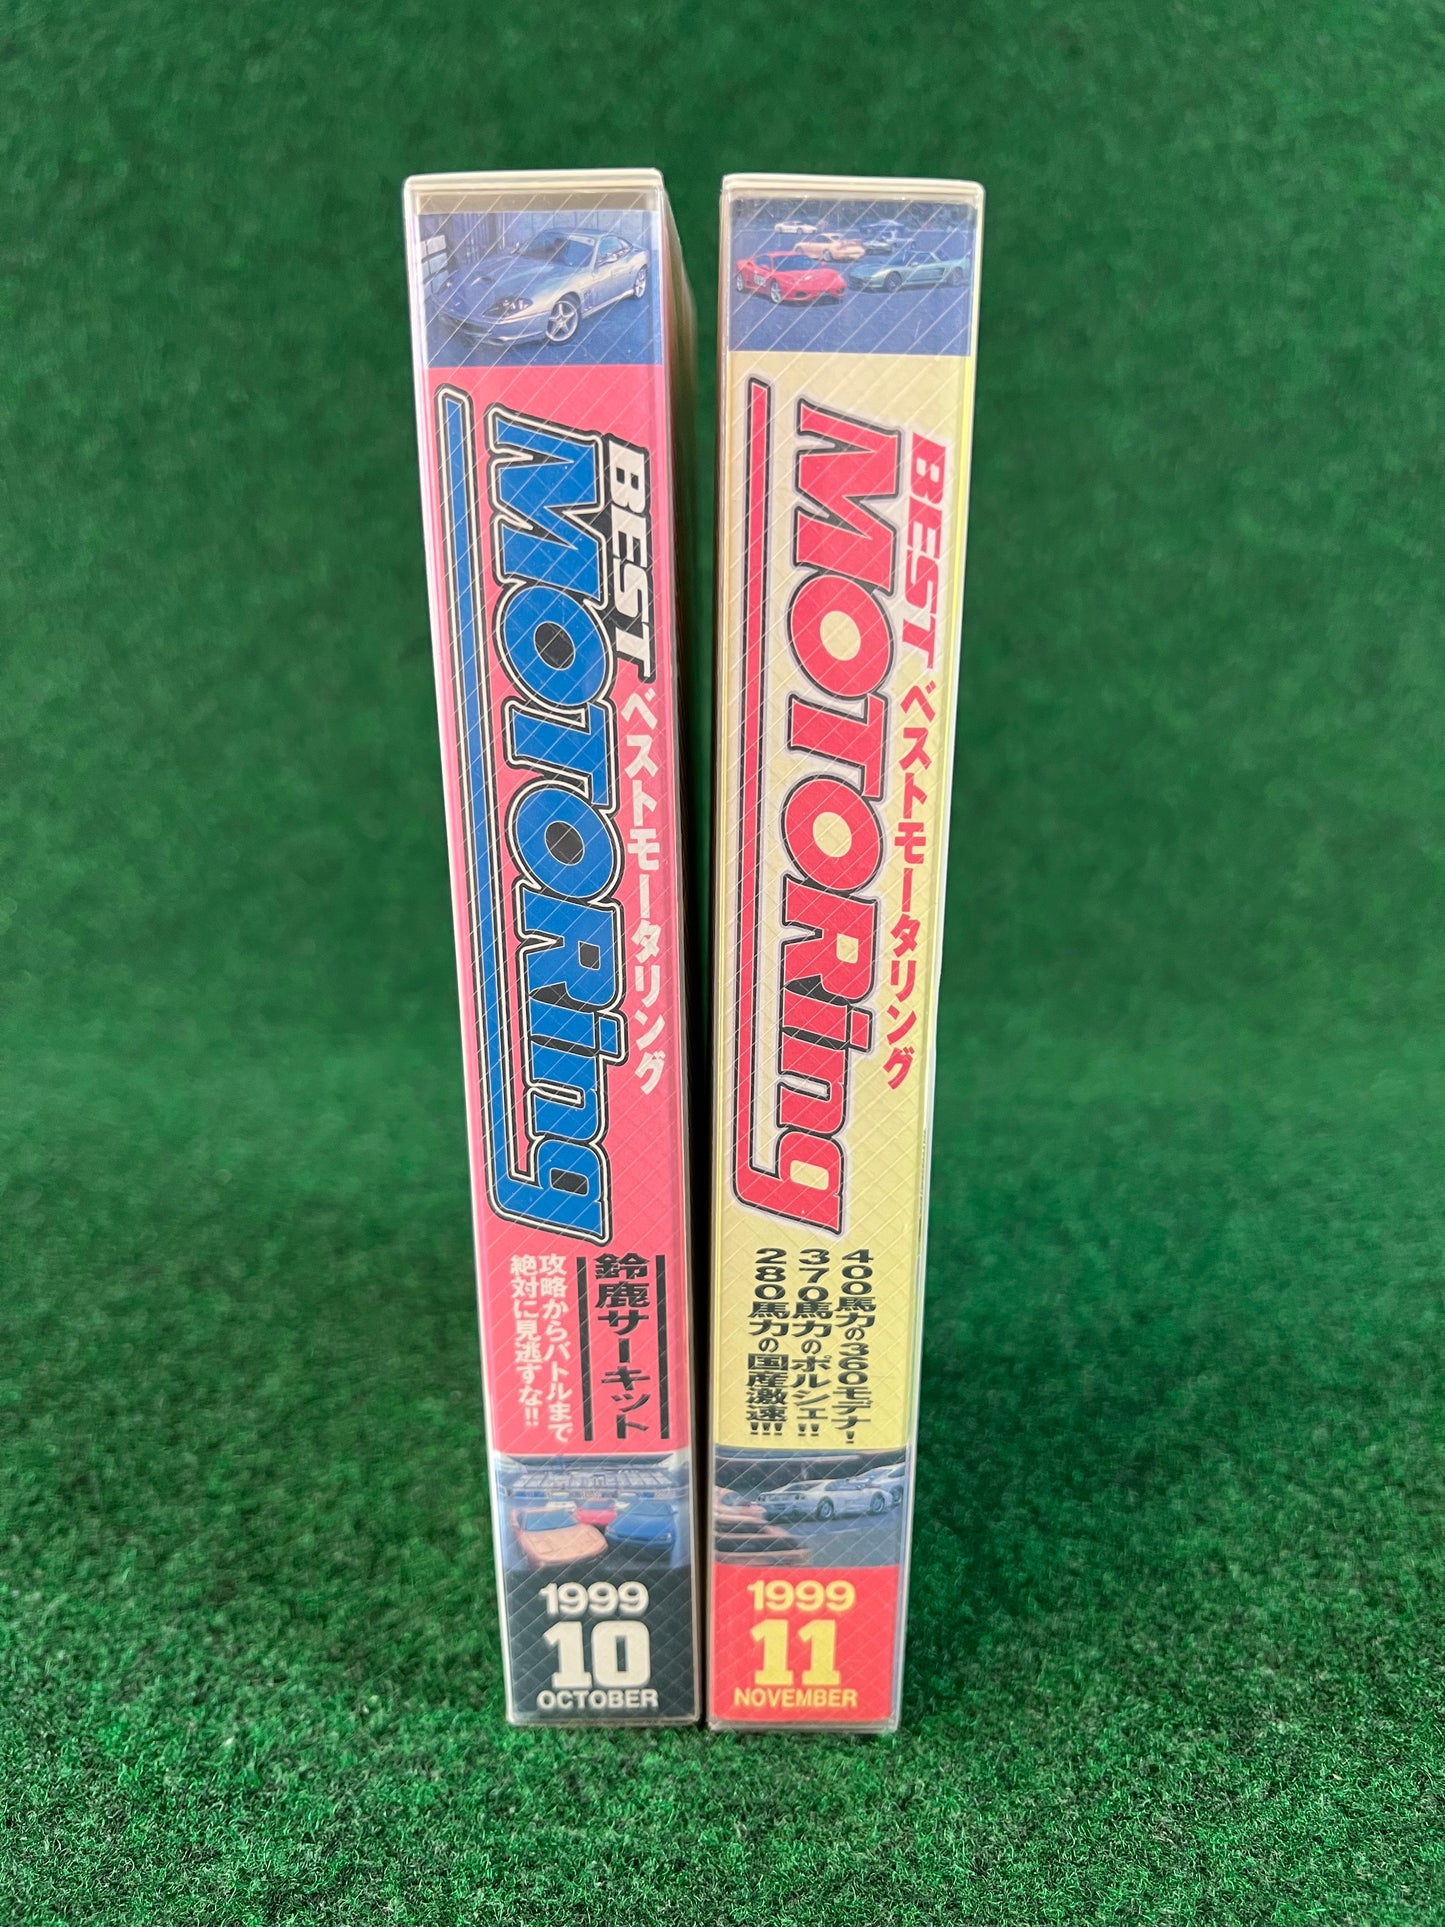 BEST
MOTORing
ベストモータリング
鈴鹿サーキット
攻略からバトルまで
絶対に見逃すな!!
1999
10
OCTOBER
BEST
MOTORing
ベストモータリング
400馬力の360モデナ!
370馬力のポルシェ!!
280馬力の国産激速!!!
1999
11
NOVEMBER